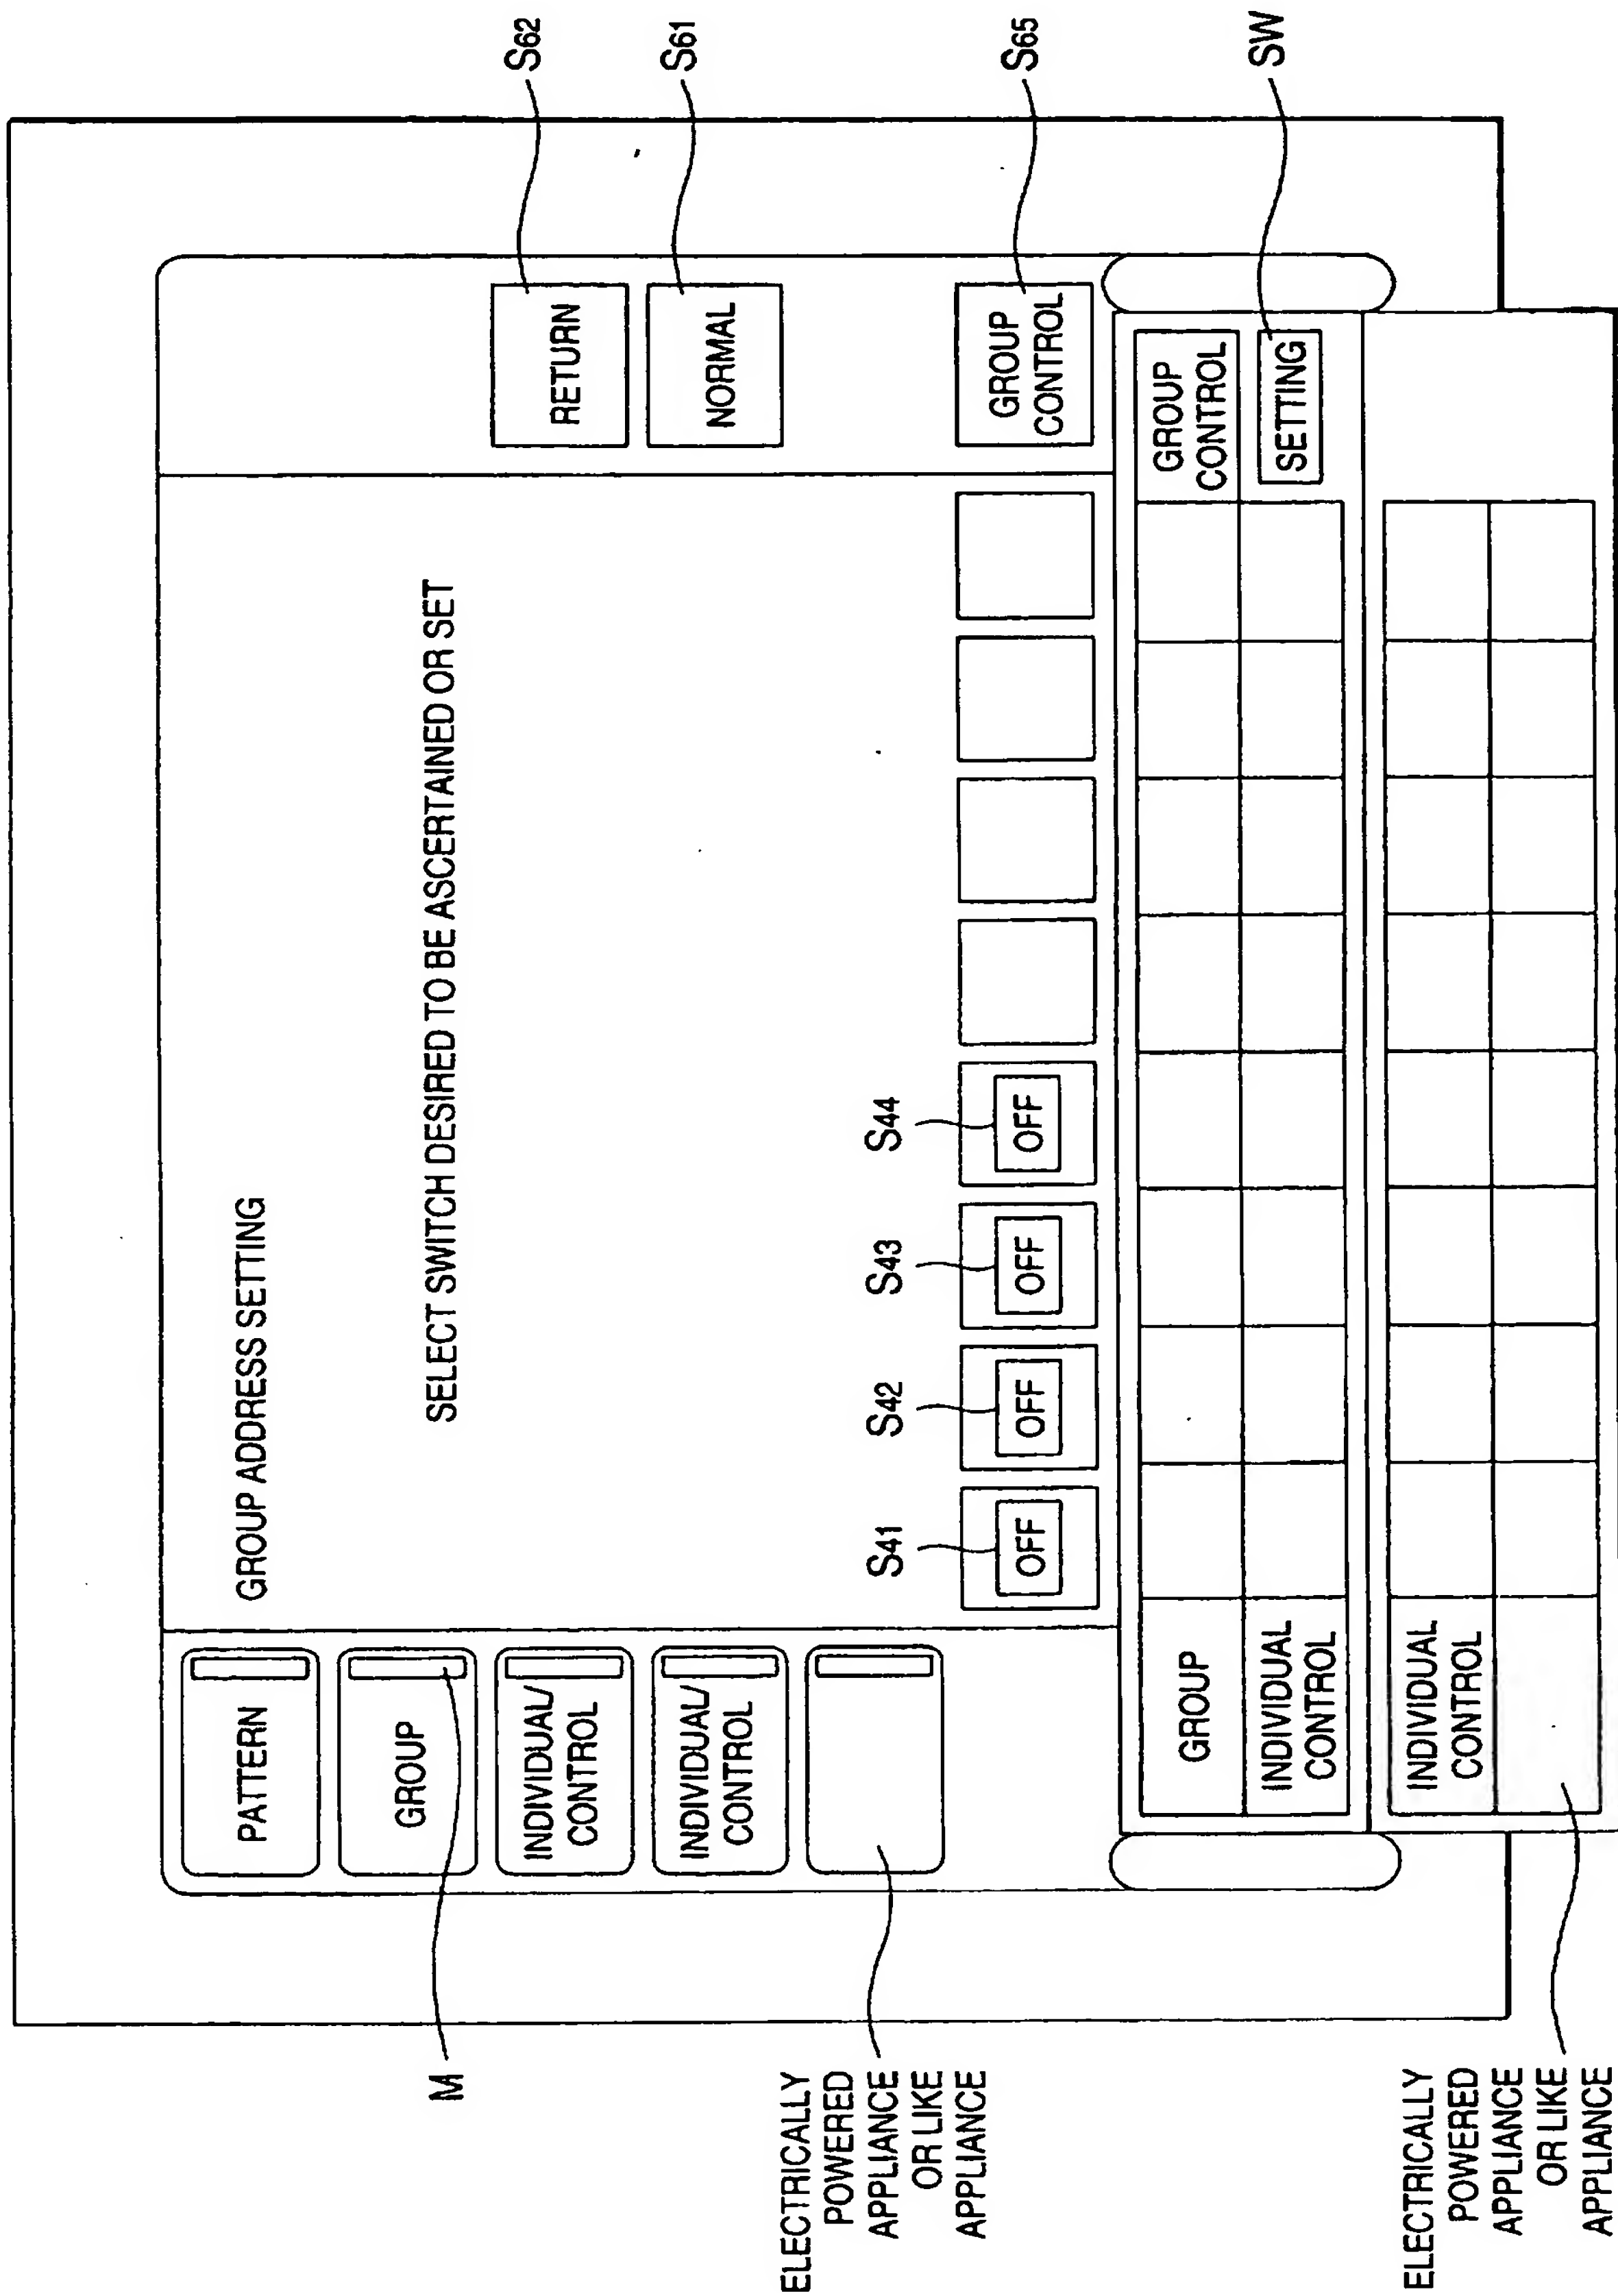 GROUP ADDRESS SETTING
SELECT SWITCH DESIRED TO BE ASCERTAINED OR SET
PATTERN
GROUP
INDIVIDUAL/
CONTROL
INDIVIDUAL/
CONTROL
M
ELECTRICALLY
POWERED
APPLIANCE
OR LIKE
APPLIANCE
RETURN
S62
NORMAL
S61
S41
S42
S43
S44
OFF
OFF
OFF
OFF
GROUP
CONTROL
S65
GROUP
GROUP
CONTROL
INDIVIDUAL
CONTROL
SETTING
SW
INDIVIDUAL
CONTROL
ELECTRICALLY
POWERED
APPLIANCE
OR LIKE
APPLIANCE